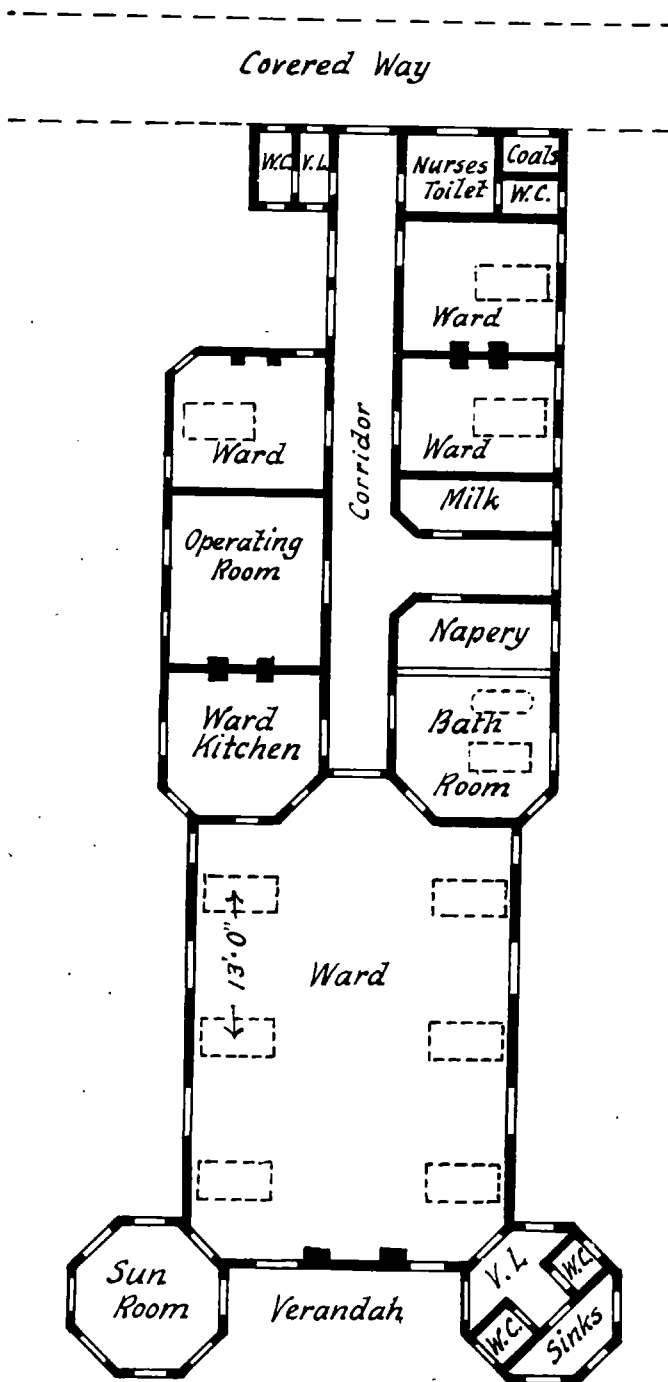 Covered Way
W.C.
V.L.
Nurses
Toilet
Coals
W.C.
Ward
Ward
Ward
Corridor
Milk
Operating
Room
Napery
Ward
Kitchen
Bath
Room
13'·0"
Ward
Sun
Room
Verandah
V.L
W.C.
W.C.
Sinks